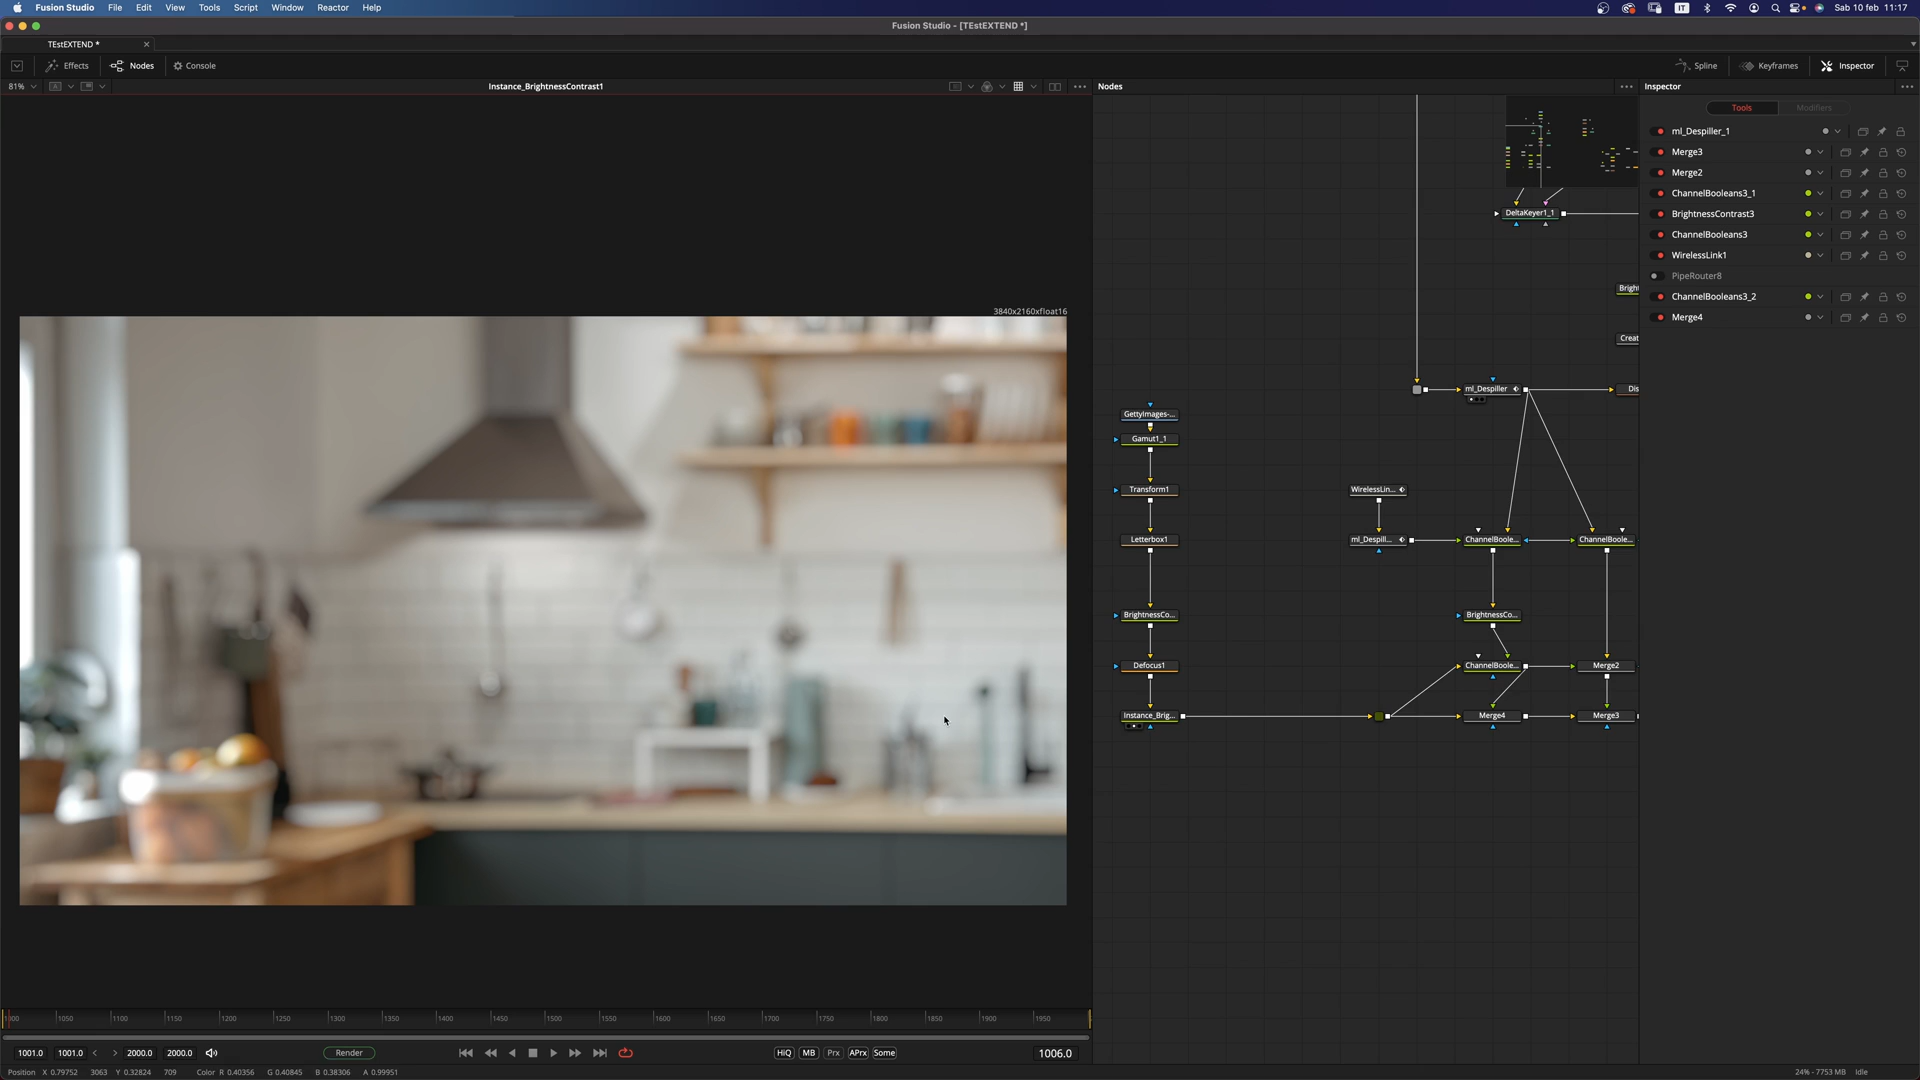 Fusion Studio File Edit View Tools Script Window Reactor Help IT Sab 10 feb 11:17
Fusion Studio - [TEstEXTEND *]
TEstEXTEND *
Effects Nodes Console Spline Keyframes Inspector
81% Instance_BrightnessContrast1 Nodes Inspector
Tools Modifiers
ml_Despiller_1
Merge3
Merge2
ChannelBooleans3_1
BrightnessContrast3
ChannelBooleans3
WirelessLink1
PipeRouter8
ChannelBooleans3_2
Merge4
3840x2160xfloat16
DeltaKeyer1_1
Bright
Creat
ml_Despiller Dis
GettyImages-...
Gamut1_1
Transform1 WirelessLin...
Letterbox1 ml_Despill... ChannelBoole... ChannelBoole...
BrightnessCo... BrightnessCo...
Defocus1 ChannelBoole... Merge2
Instance_Brig... Merge4 Merge3
1000 1050 1100 1150 1200 1250 1300 1350 1400 1450 1500 1550 1600 1650 1700 1750 1800 1850 1900 1950
1001.0 1001.0 2000.0 2000.0 Render HiQ MB Prx APrx Some 1006.0
Position X 0.79752 3063 Y 0.32824 709 Color R 0.40356 G 0.40845 B 0.38306 A 0.99951 24% - 7753 MB Idle